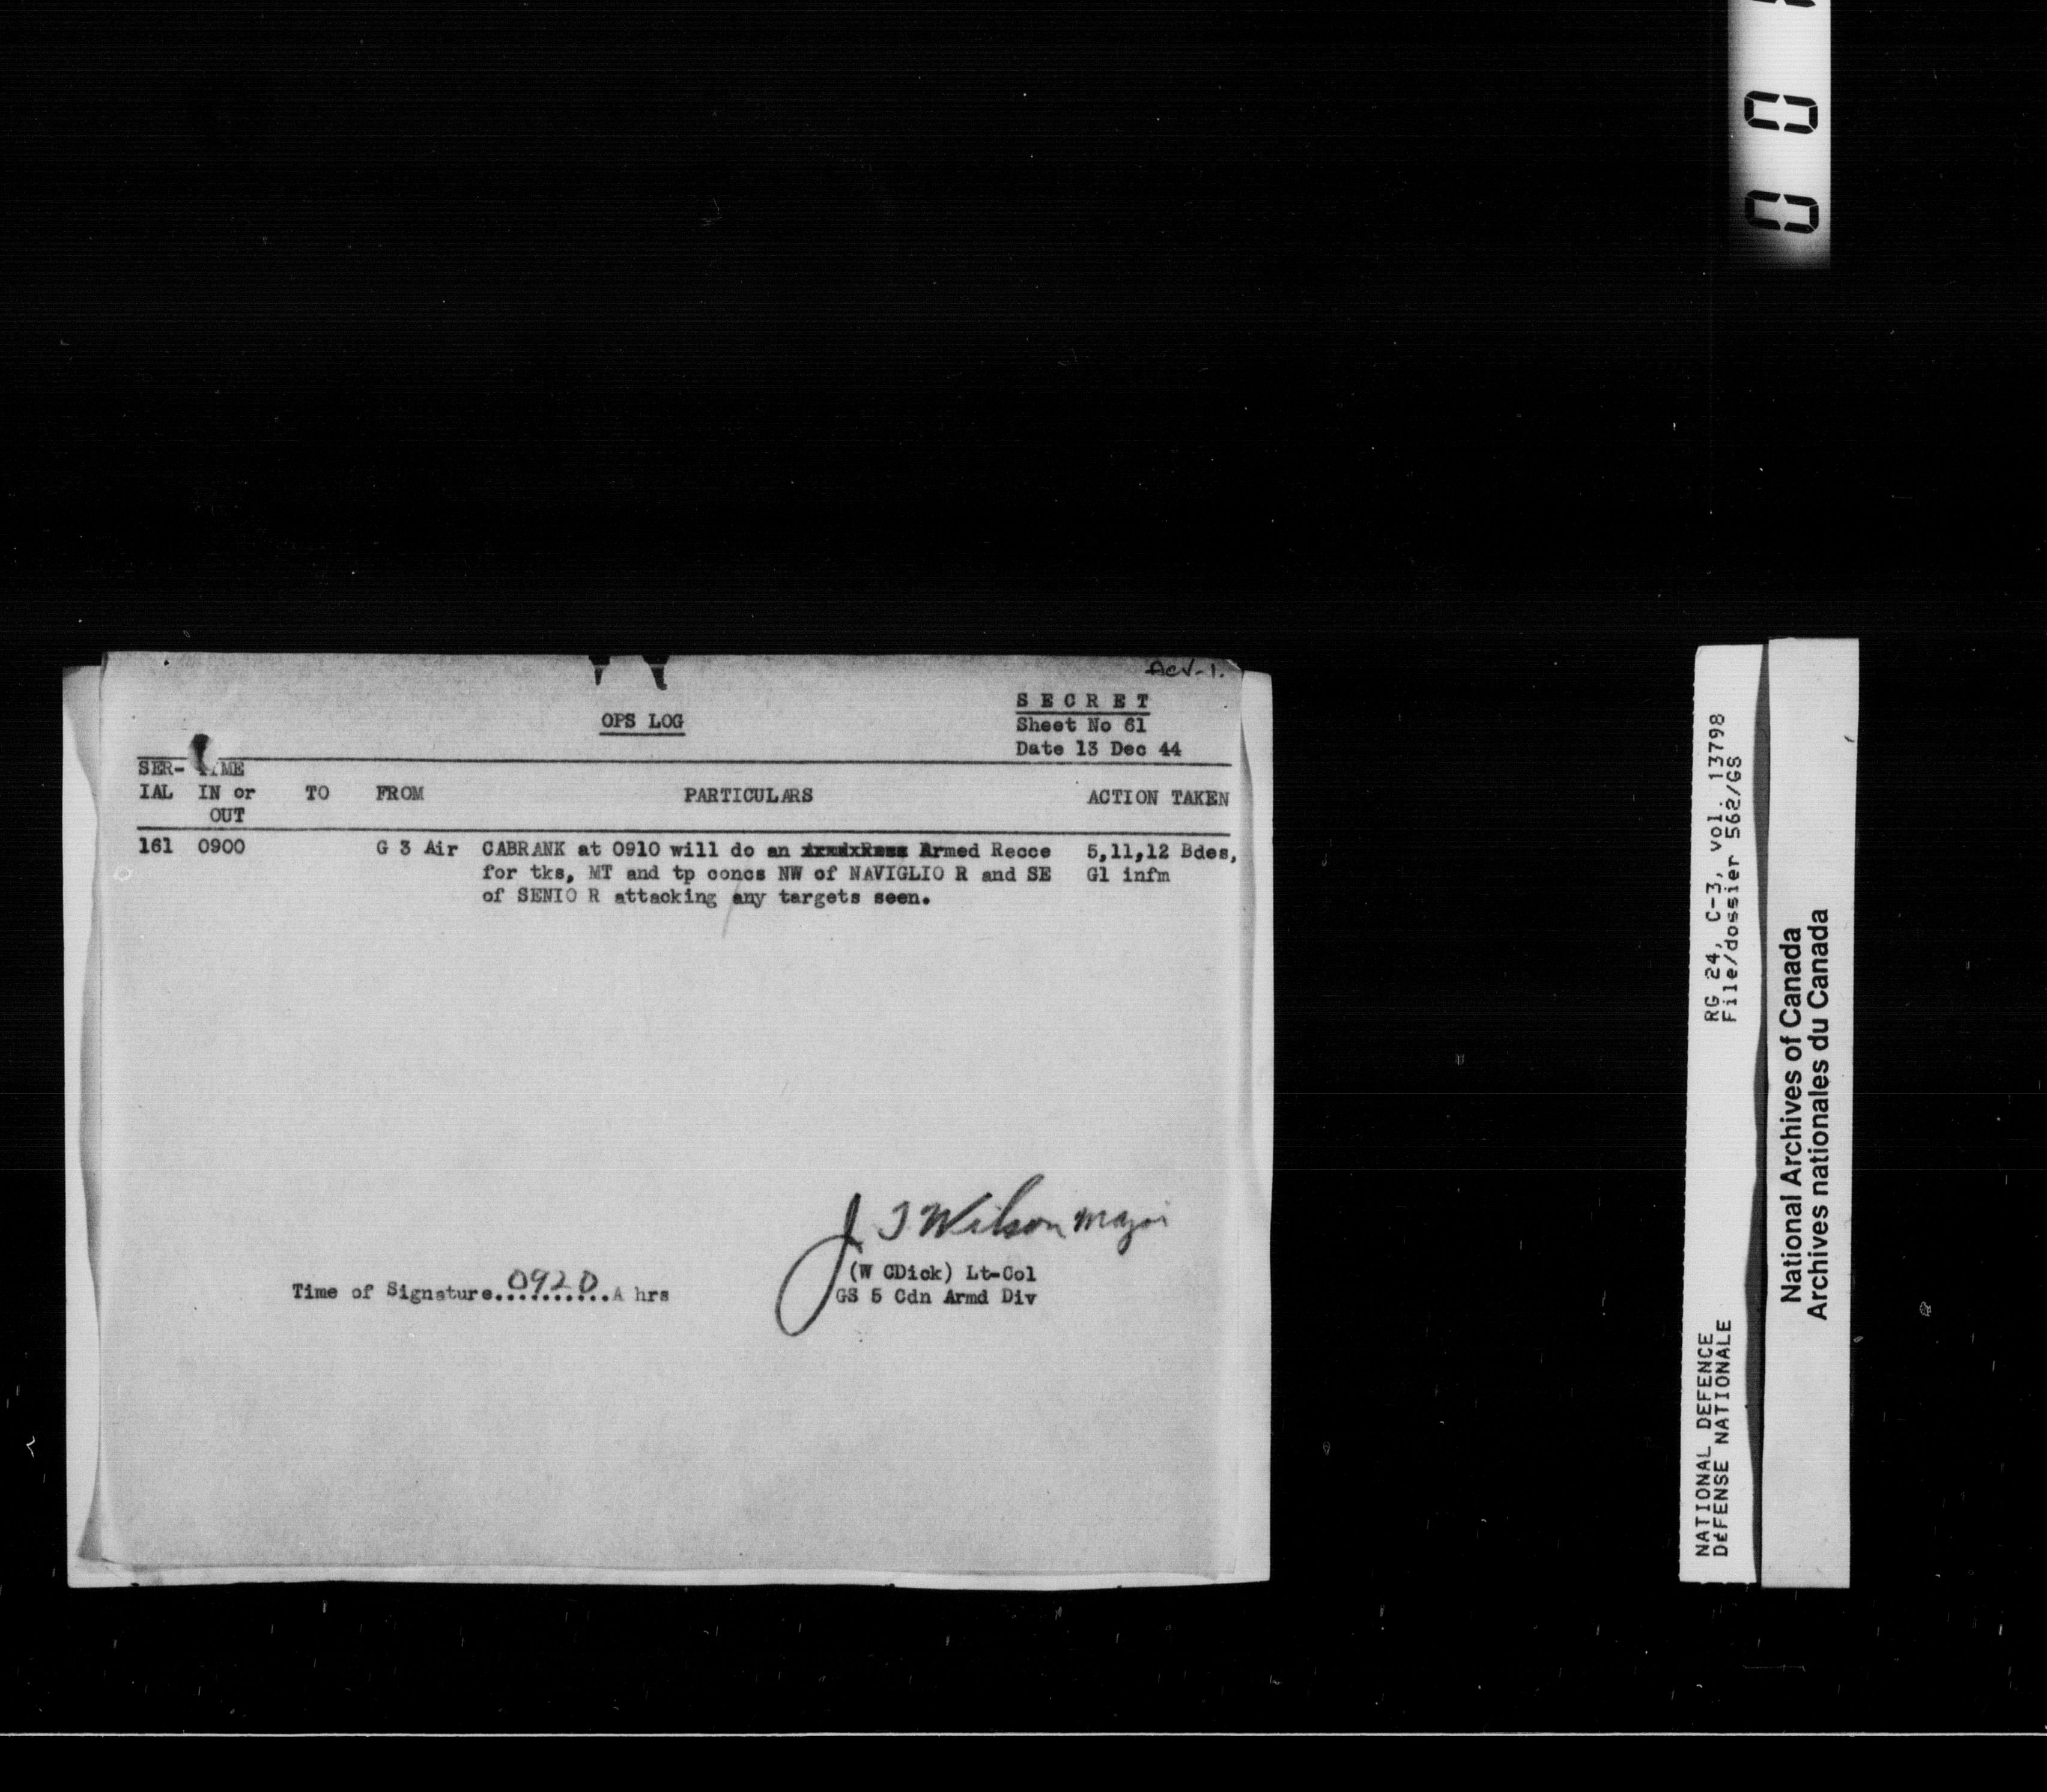 ACV-1.
SECRET
OPS LOG
Sheet No 61
Date 13 Dec 44
SER- TIME
IAL IN or TO FROM PARTICULARS ACTION TAKEN
OUT
161 0900 G 3 Air CABRANK at 0910 will do an Armed Recce 5,11,12 Bdes,
for tks, MT and tp concs NW of NAVIGLIO R and SE G1 infm
of SENIO R attacking any targets seen.
J S Wilson Major
(W CDick) Lt-Col
Time of Signature..0920..A hrs
GS 5 Cdn Armd Div
RG 24, C-3, vol. 13798
File/dossier 562/GS
NATIONAL DEFENCE
DÉFENSE NATIONALE
National Archives of Canada
Archives nationales du Canada
0 0